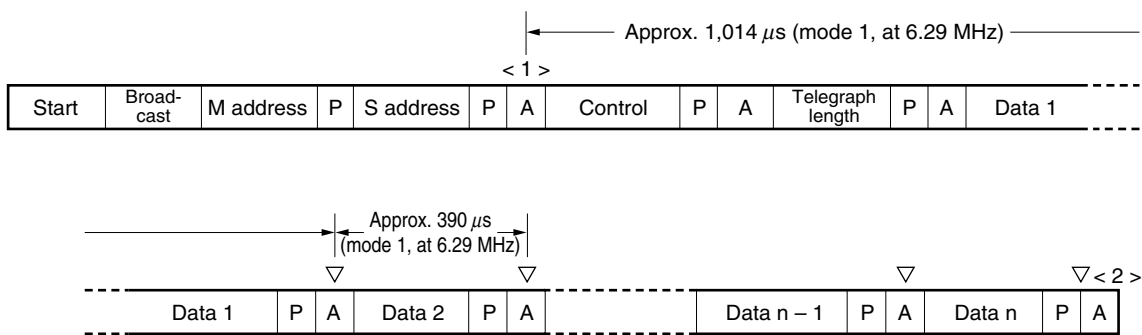 Approx. 1,014 μs (mode 1, at 6.29 MHz)
< 1 >
Start Broad-cast M address P S address P A Control P A Telegraph length P A Data 1
Approx. 390 μs
(mode 1, at 6.29 MHz)
< 2 >
Data 1 P A Data 2 P A Data n – 1 P A Data n P A